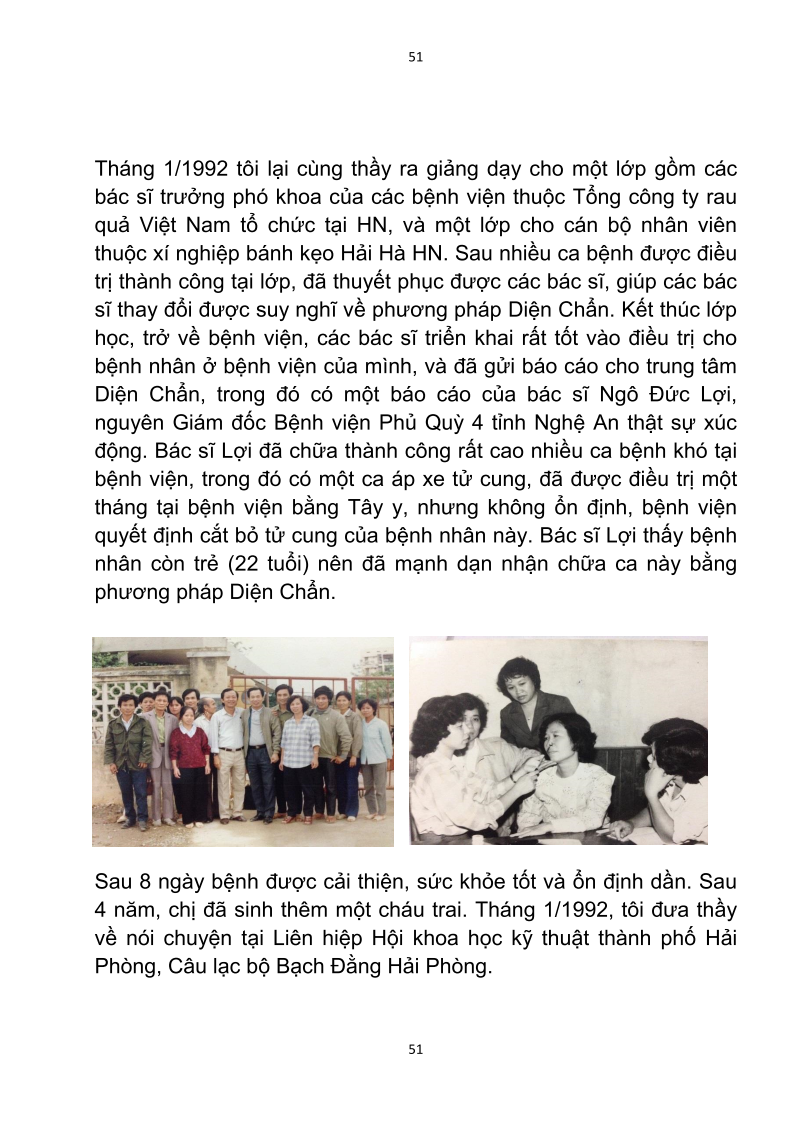 51
Tháng 1/1992 tôi lại cùng thầy ra giảng dạy cho một lớp gồm các
bác sĩ trưởng phó khoa của các bệnh viện thuộc Tổng công ty rau
quả Việt Nam tổ chức tại HN, và một lớp cho cán bộ nhân viên
thuộc xí nghiệp bánh kẹo Hải Hà HN. Sau nhiều ca bệnh được điều
trị thành công tại lớp, đã thuyết phục được các bác sĩ, giúp các bác
sĩ thay đổi được suy nghĩ về phương pháp Diện Chẩn. Kết thúc lớp
học, trở về bệnh viện, các bác sĩ triển khai rất tốt vào điều trị cho
bệnh nhân ở bệnh viện của mình, và đã gửi báo cáo cho trung tâm
Diện Chẩn, trong đó có một báo cáo của bác sĩ Ngô Đức Lợi,
nguyên Giám đốc Bệnh viện Phủ Quỳ 4 tỉnh Nghệ An thật sự xúc
động. Bác sĩ Lợi đã chữa thành công rất cao nhiều ca bệnh khó tại
bệnh viện, trong đó có một ca áp xe tử cung, đã được điều trị một
tháng tại bệnh viện bằng Tây y, nhưng không ổn định, bệnh viện
quyết định cắt bỏ tử cung của bệnh nhân này. Bác sĩ Lợi thấy bệnh
nhân còn trẻ (22 tuổi) nên đã mạnh dạn nhận chữa ca này bằng
phương pháp Diện Chẩn.
Sau 8 ngày bệnh được cải thiện, sức khỏe tốt và ổn định dần. Sau
4 năm, chị đã sinh thêm một cháu trai. Tháng 1/1992, tôi đưa thầy
về nói chuyện tại Liên hiệp Hội khoa học kỹ thuật thành phố Hải
Phòng, Câu lạc bộ Bạch Đằng Hải Phòng.
51